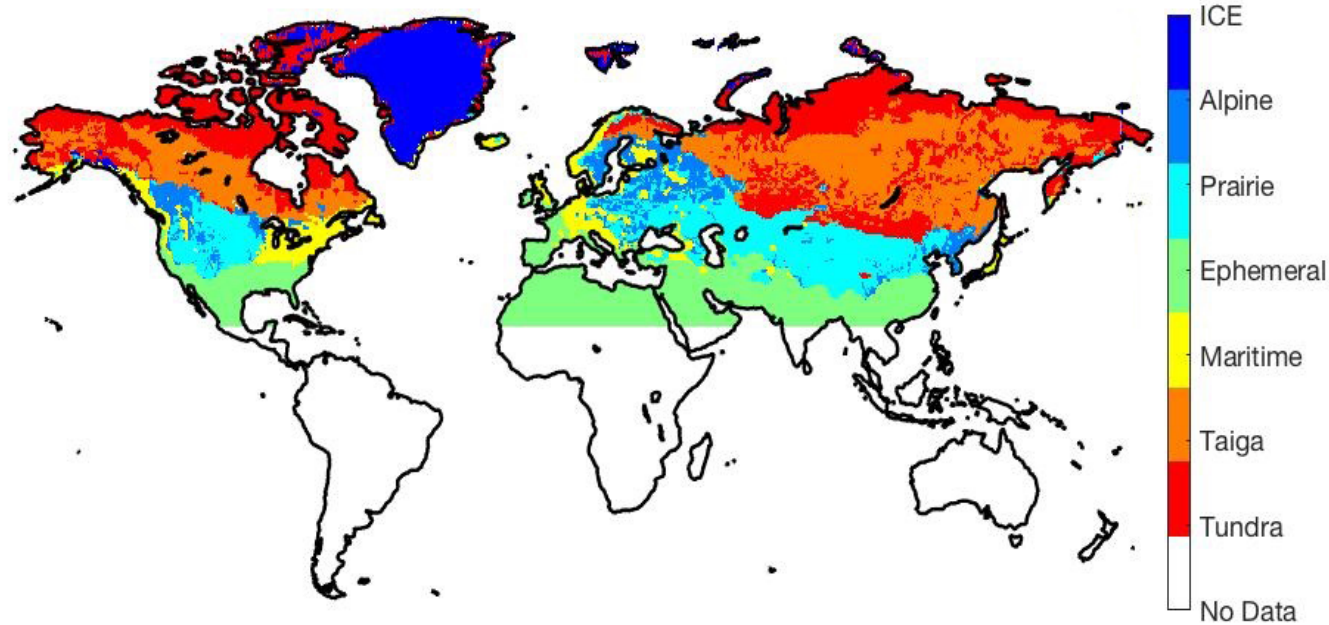 ICE
Alpine
Prairie
Ephemeral
Maritime
Taiga
Tundra
No Data